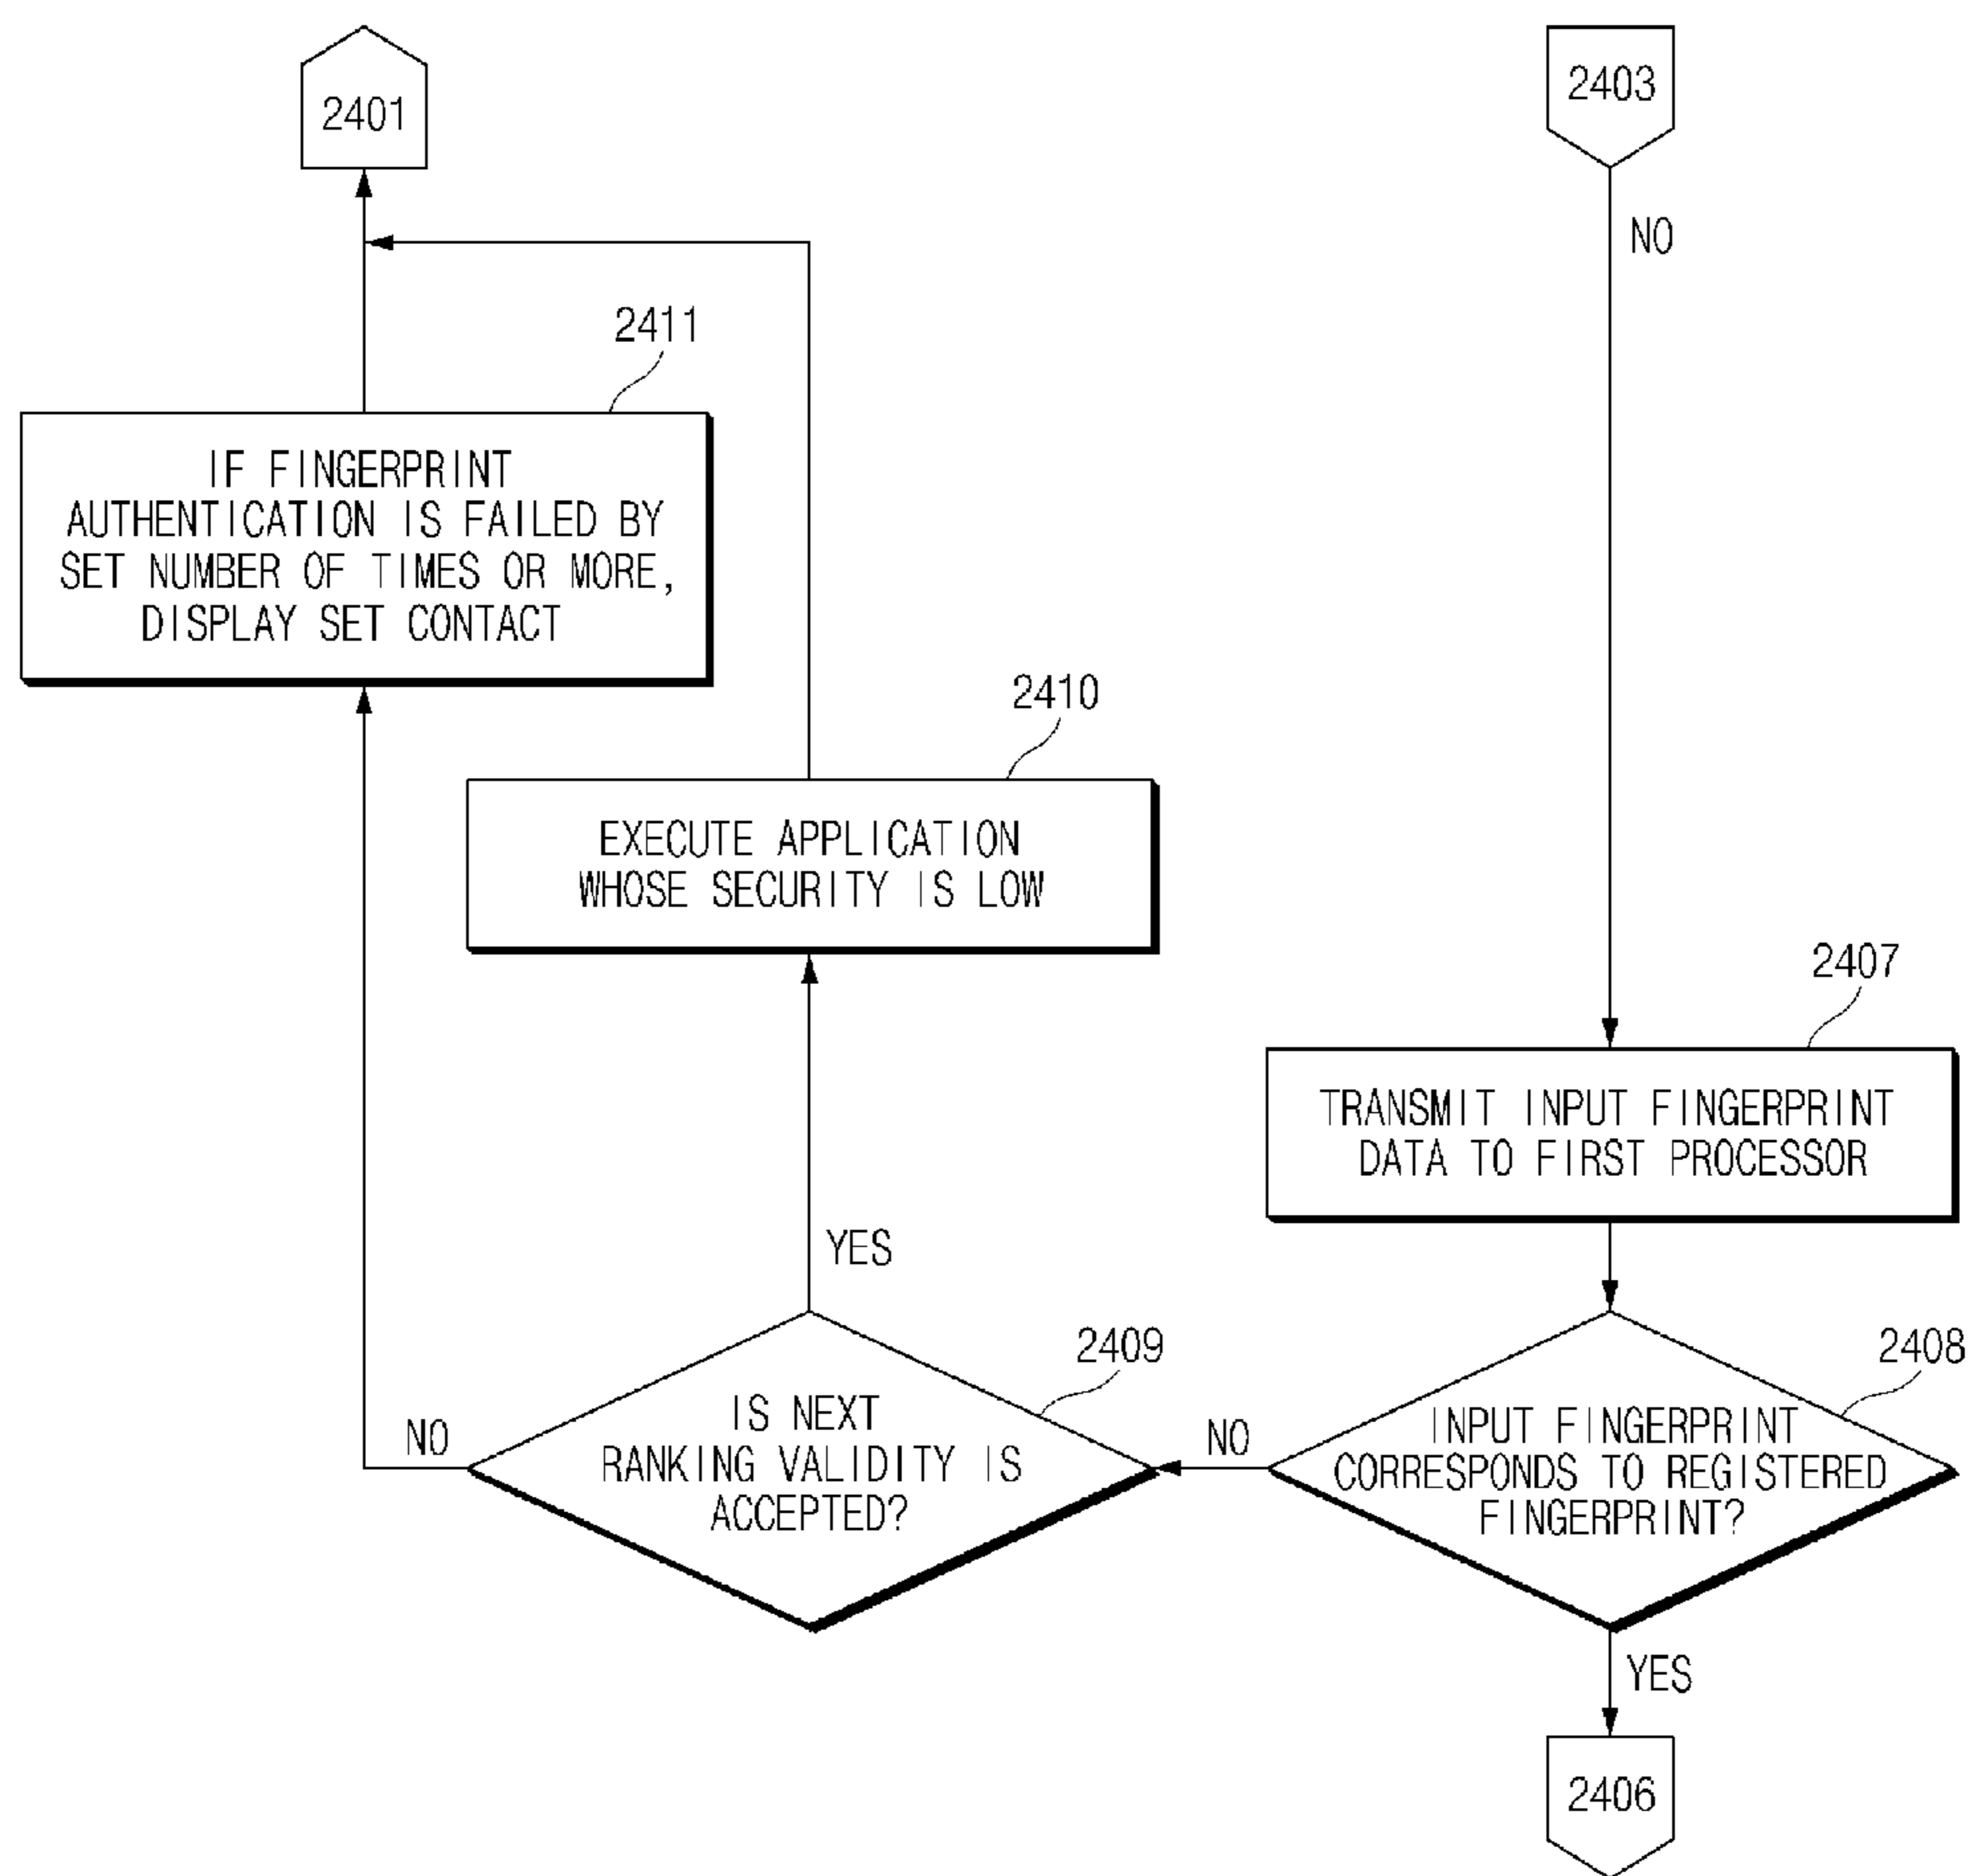 2401
2403
NO
2411
IF FINGERPRINT
AUTHENTICATION IS FAILED BY
SET NUMBER OF TIMES OR MORE,
DISPLAY SET CONTACT
2410
EXECUTE APPLICATION
WHOSE SECURITY IS LOW
2407
TRANSMIT INPUT FINGERPRINT
DATA TO FIRST PROCESSOR
YES
2409
IS NEXT
RANKING VALIDITY IS
ACCEPTED?
NO
NO
2408
INPUT FINGERPRINT
CORRESPONDS TO REGISTERED
FINGERPRINT?
YES
2406